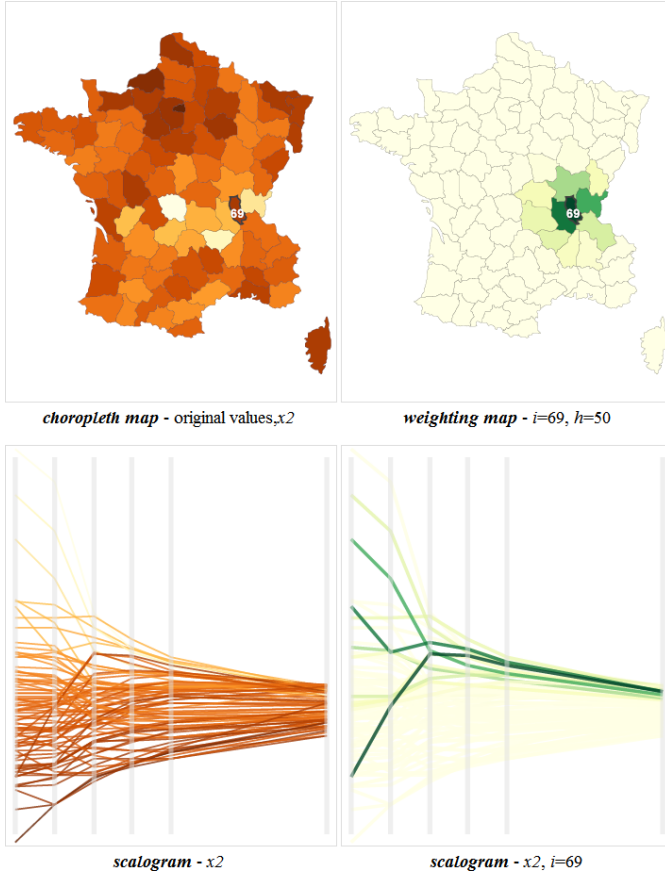 69
69
choropleth map - original values,x2
weighting map - i=69, h=50
scalogram - x2
scalogram - x2, i=69